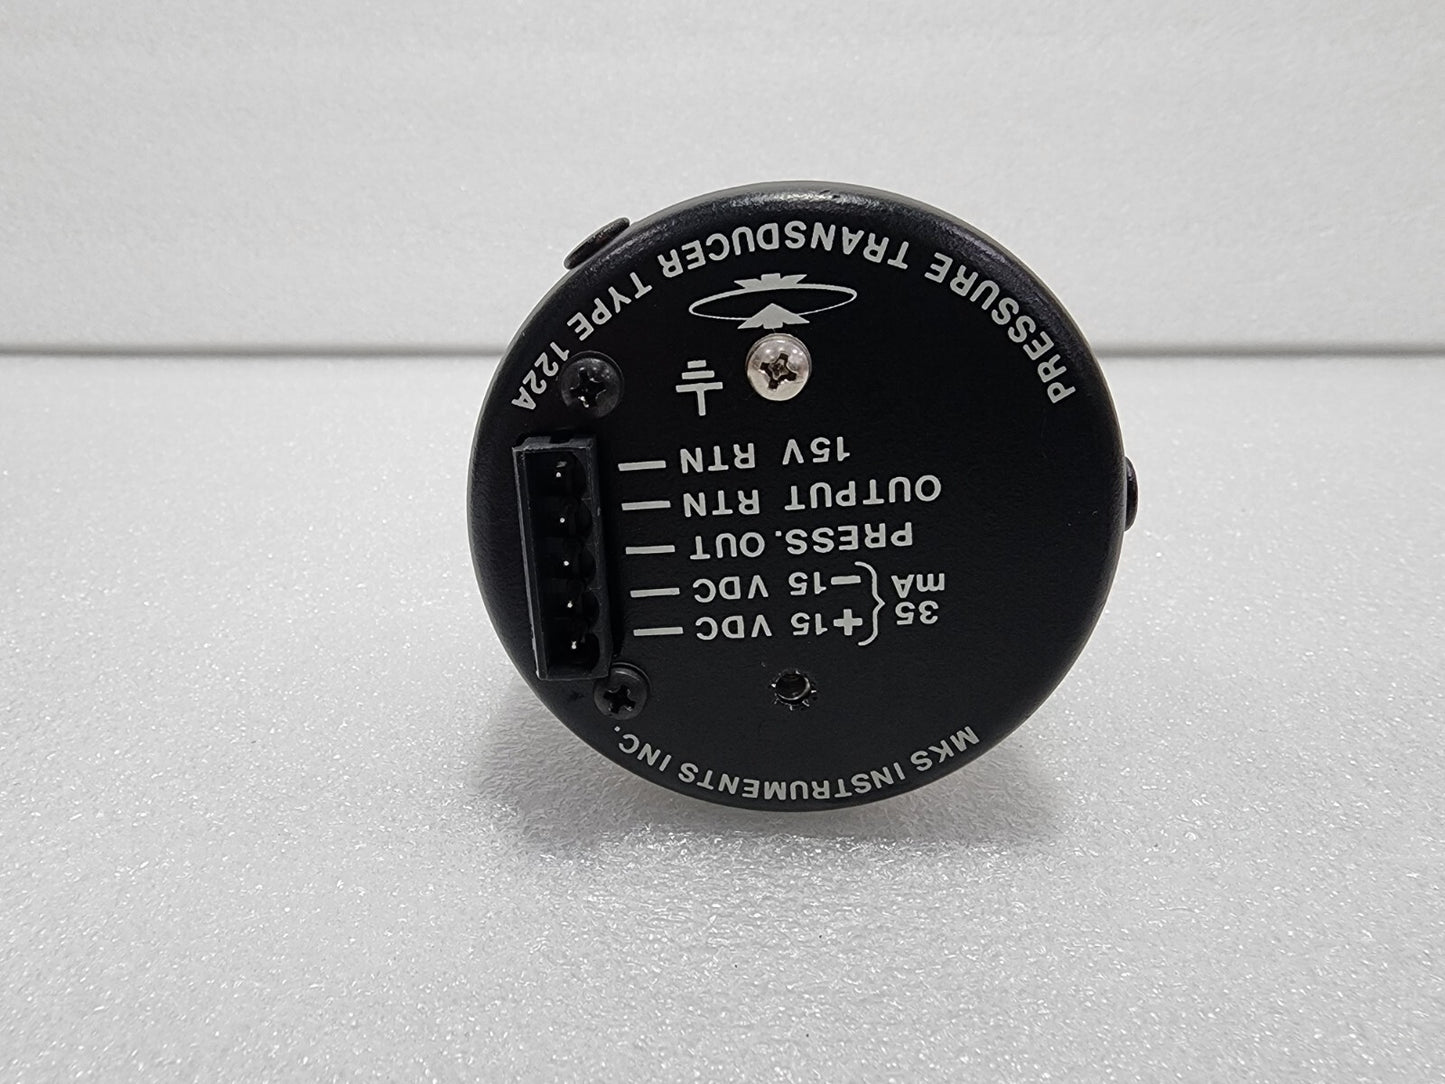 MKS INSTRUMENTS INC.
35 mA
+15 VDC
-15 VDC
PRESS. OUT
OUTPUT RTN
15V RTN
PRESSURE TRANSDUCER TYPE 122A